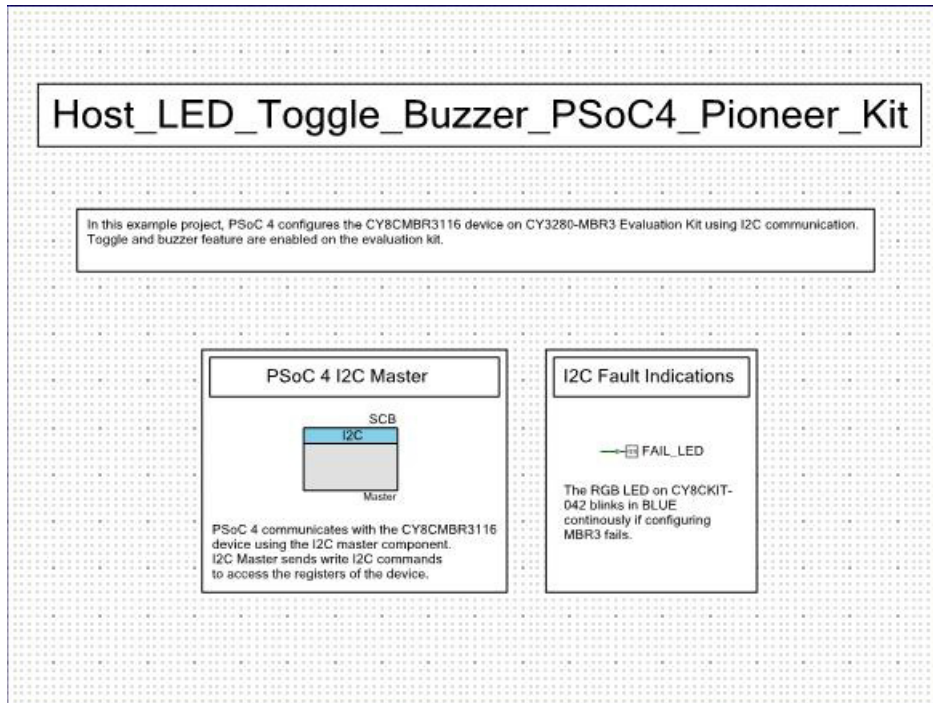 Host_LED_Toggle_Buzzer_PSoC4_Pioneer_Kit
In this example project, PSoC 4 configures the CY8CMBR3116 device on CY3280-MBR3 Evaluation Kit using I2C communication.
Toggle and buzzer feature are enabled on the evaluation kit.
PSoC 4 I2C Master
SCB
I2C
Master
PSoC 4 communicates with the CY8CMBR3116
device using the I2C master component.
I2C Master sends write I2C commands
to access the registers of the device.
I2C Fault Indications
FAIL_LED
The RGB LED on CY8CKIT-
042 blinks in BLUE
continously if configuring
MBR3 fails.